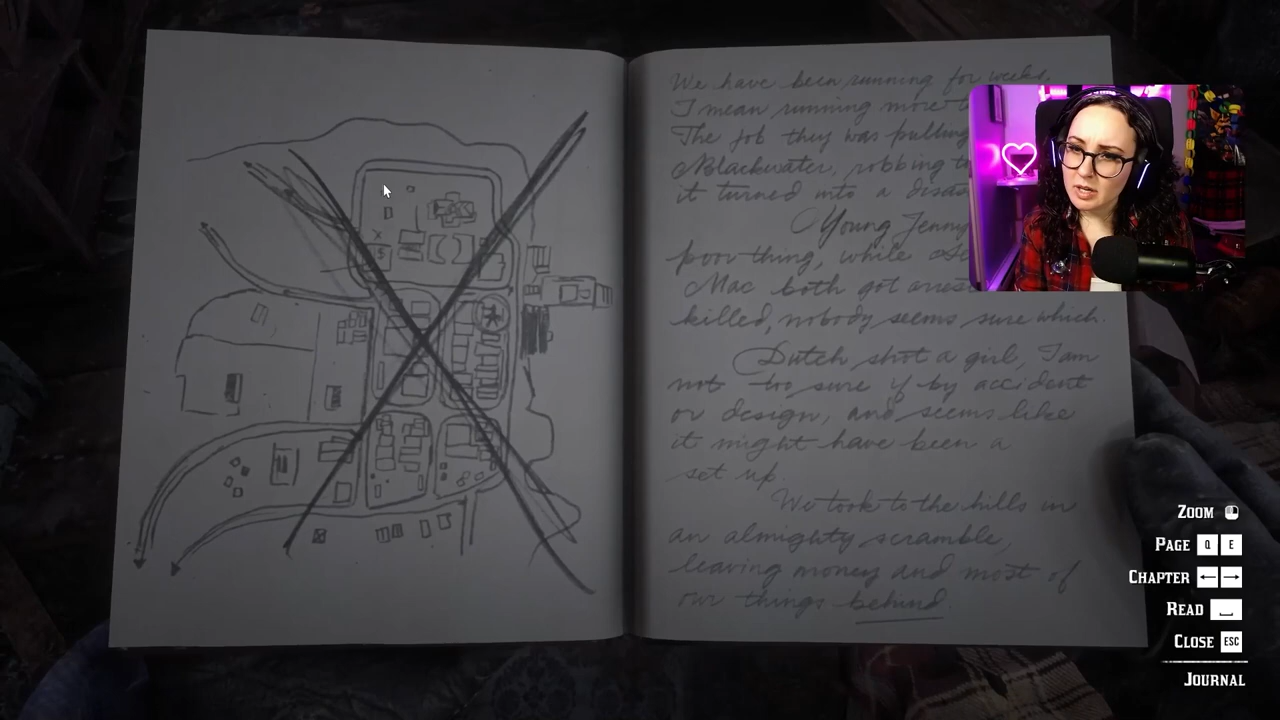 We have been running for weeks.
I mean running
The job they was pulling
Blackwater, robbing
it turned into a
Young Jenny
poor thing, while
Mac both got
killed, nobody seems sure which.
Dutch shot a girl, I am
not too sure if by accident
or design, and seems like
it might have been a
set up.
We took to the hills in
an almighty scramble,
leaving money and most of
our things behind.
ZOOM
PAGE Q E
CHAPTER ← →
READ
CLOSE ESC
JOURNAL